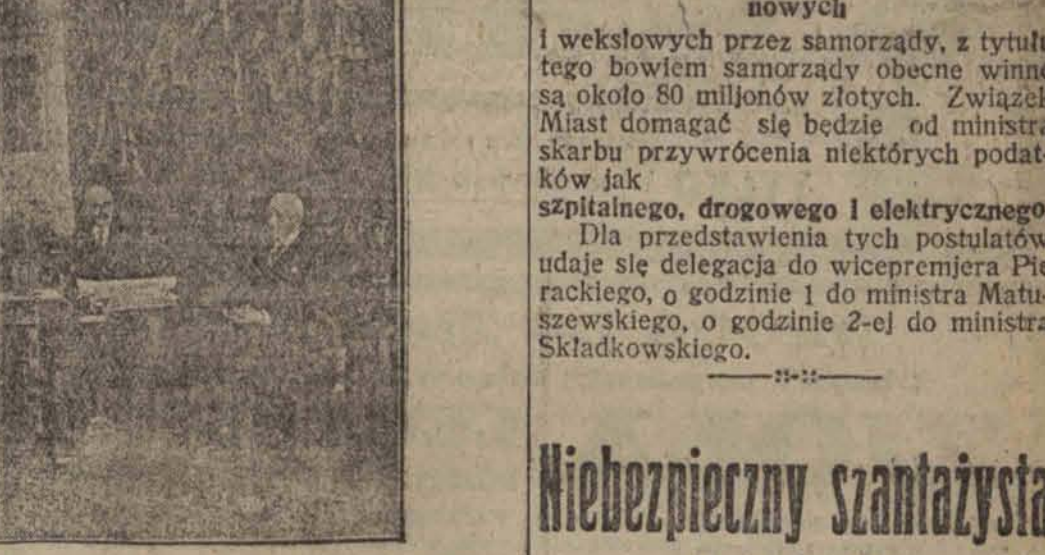 nowych
i wekslowych przez samorządy, z tytułu
tego bowiem samorządy obecne winne
są około 80 miljonów złotych. Związek
Miast domagać się będzie od ministra
skarbu przywrócenia niektórych podat-
ków jak
szpitalnego, drogowego i elektrycznego
Dla przedstawienia tych postulatów
udaje się delegacja do wicepremjera Pie
rackiego, o godzinie 1 do ministra Matu-
szewskiego, o godzinie 2-ej do ministra
Składkowskiego.
Niebezpieczny szantażysta